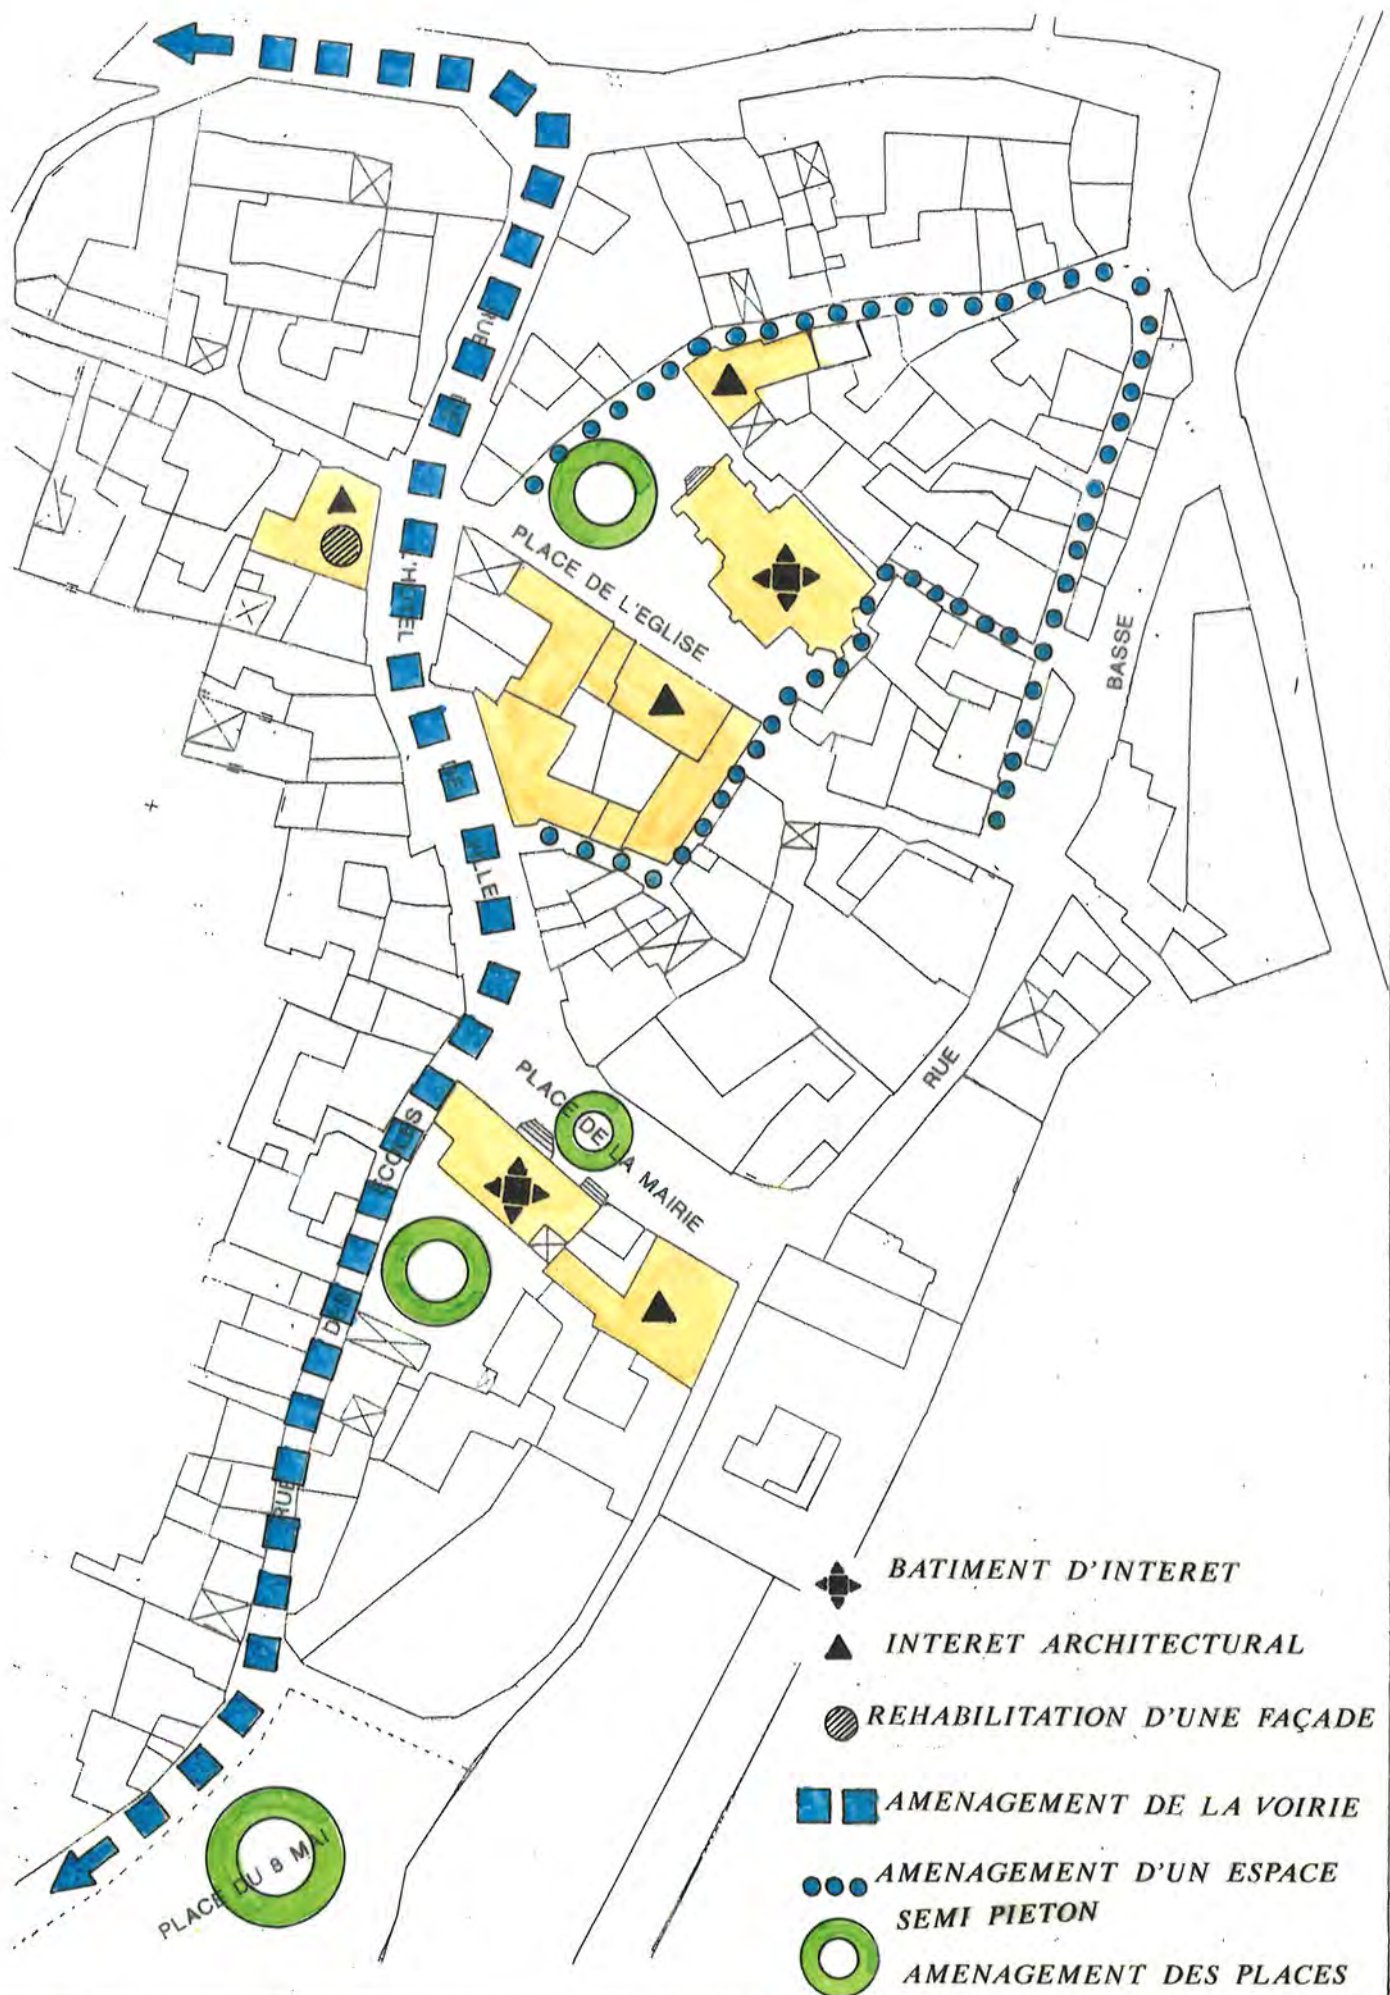 RUE DE L'HOTEL DE VILLE
PLACE DE L'EGLISE
BASSE
RUE
PLACE DE LA MAIRIE
RUE DES ECOLES
PLACE DU 8 MAI
BATIMENT D'INTERET
INTERET ARCHITECTURAL
REHABILITATION D'UNE FAÇADE
AMENAGEMENT DE LA VOIRIE
AMENAGEMENT D'UN ESPACE
SEMI PIETON
AMENAGEMENT DES PLACES